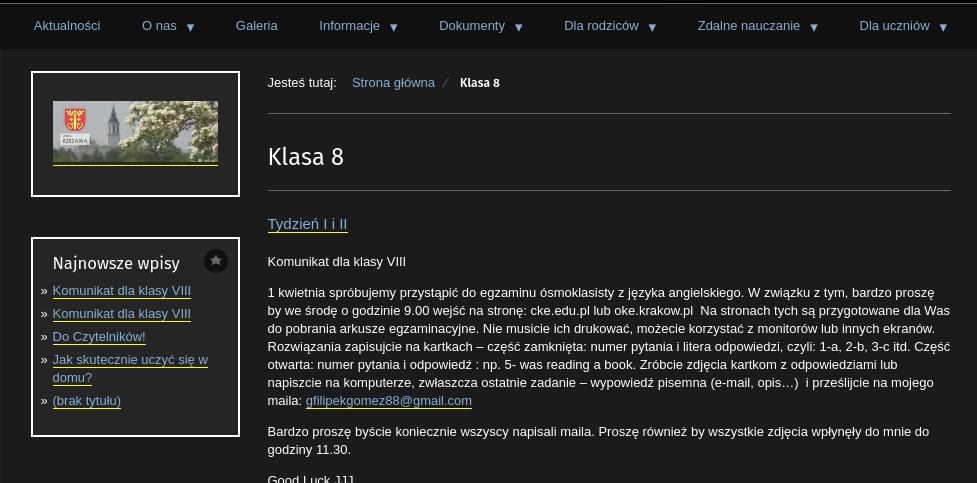 Aktualności O nas Galeria Informacje Dokumenty Dla rodziców Zdalne nauczanie Dla uczniów
Jesteś tutaj: Strona główna / Klasa 8
RZEZAWA
Klasa 8
Tydzień I i II
Najnowsze wpisy
» Komunikat dla klasy VIII
» Komunikat dla klasy VIII
» Do Czytelników!
» Jak skutecznie uczyć się w
domu?
» (brak tytułu)
Komunikat dla klasy VIII
1 kwietnia spróbujemy przystąpić do egzaminu ósmoklasisty z języka angielskiego. W związku z tym, bardzo proszę
by we środę o godzinie 9.00 wejść na stronę: cke.edu.pl lub oke.krakow.pl  Na stronach tych są przygotowane dla Was
do pobrania arkusze egzaminacyjne. Nie musicie ich drukować, możecie korzystać z monitorów lub innych ekranów.
Rozwiązania zapisujcie na kartkach – część zamknięta: numer pytania i litera odpowiedzi, czyli: 1-a, 2-b, 3-c itd. Część
otwarta: numer pytania i odpowiedź : np. 5- was reading a book. Zróbcie zdjęcia kartkom z odpowiedziami lub
napiszcie na komputerze, zwłaszcza ostatnie zadanie – wypowiedź pisemna (e-mail, opis…)  i prześlijcie na mojego
maila: gfilipekgomez88@gmail.com
Bardzo proszę byście koniecznie wszyscy napisali maila. Proszę również by wszystkie zdjęcia wpłynęły do mnie do
godziny 11.30.
Good Luck JJJ